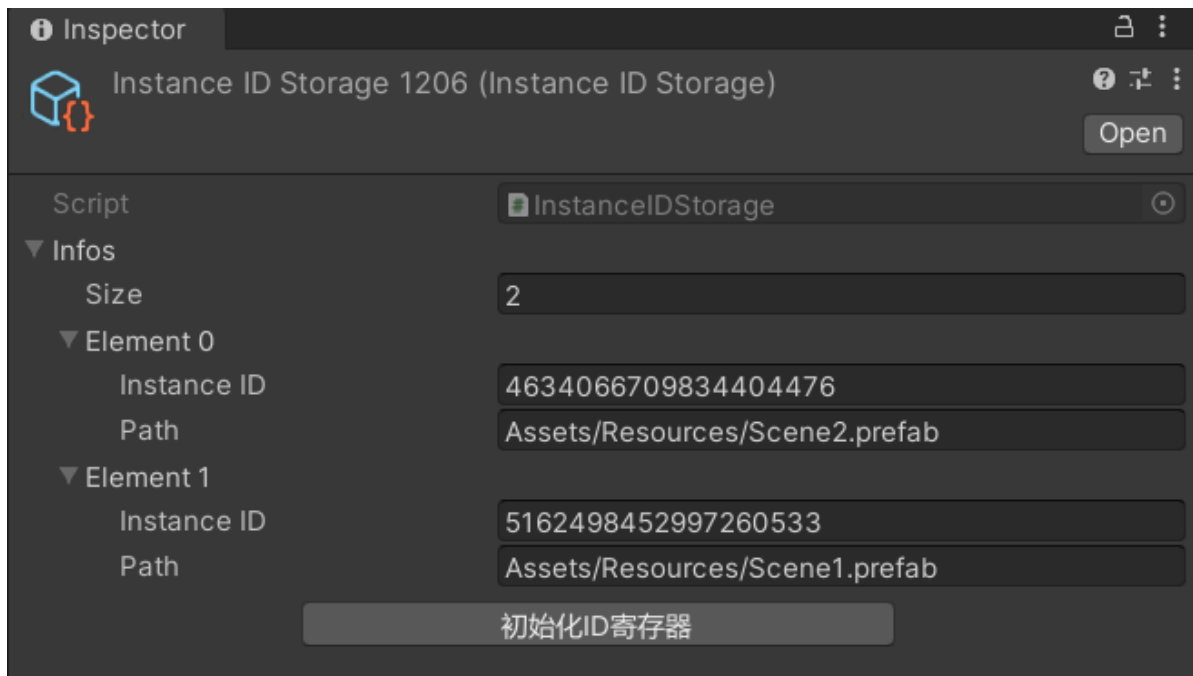 Inspector
Instance ID Storage 1206 (Instance ID Storage)
Open
Script InstanceIDStorage
Infos
Size 2
Element 0
Instance ID 4634066709834404476
Path Assets/Resources/Scene2.prefab
Element 1
Instance ID 5162498452997260533
Path Assets/Resources/Scene1.prefab
初始化ID寄存器